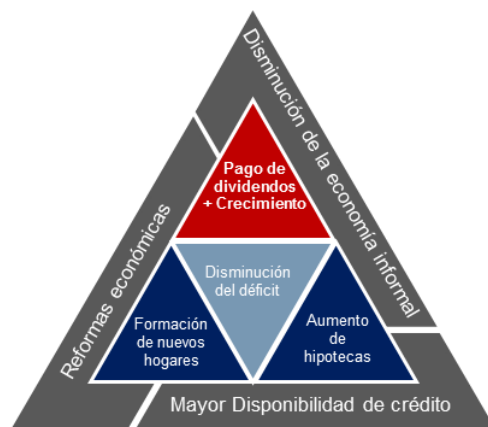 Disminución de la economía informal
Reformas económicas
Pago de
dividendos
+ Crecimiento
Disminución
del déficit
Formación
de nuevos
hogares
Aumento
de
hipotecas
Mayor Disponibilidad de crédito